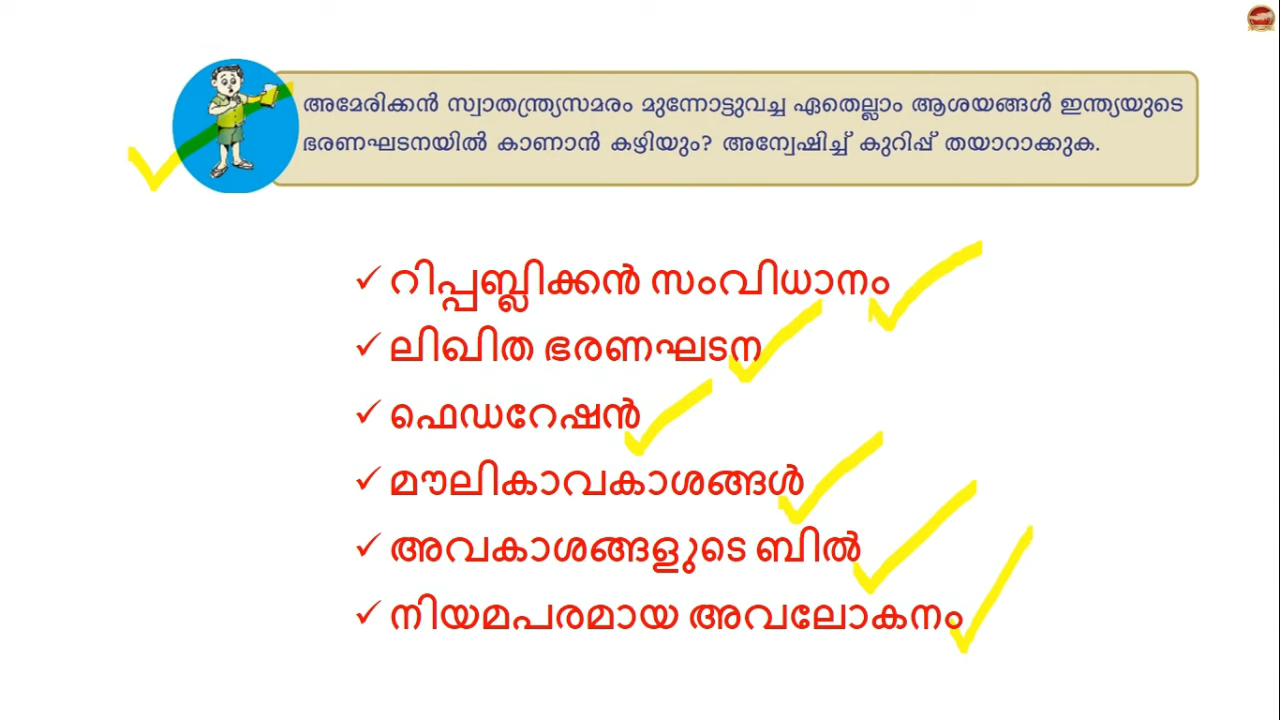 അമേരിക്കൻ സ്വാതന്ത്ര്യസമരം മുന്നോട്ടുവച്ച ഏതെല്ലാം ആശയങ്ങൾ ഇന്ത്യയുടെ
ഭരണഘടനയിൽ കാണാൻ കഴിയും? അന്വേഷിച്ച് കുറിപ്പ് തയാറാക്കുക.
✓ റിപ്പബ്ലിക്കൻ സംവിധാനം
✓ ലിഖിത ഭരണഘടന
✓ ഫെഡറേഷൻ
✓ മൗലികാവകാശങ്ങൾ
✓ അവകാശങ്ങളുടെ ബിൽ
✓ നിയമപരമായ അവലോകനം